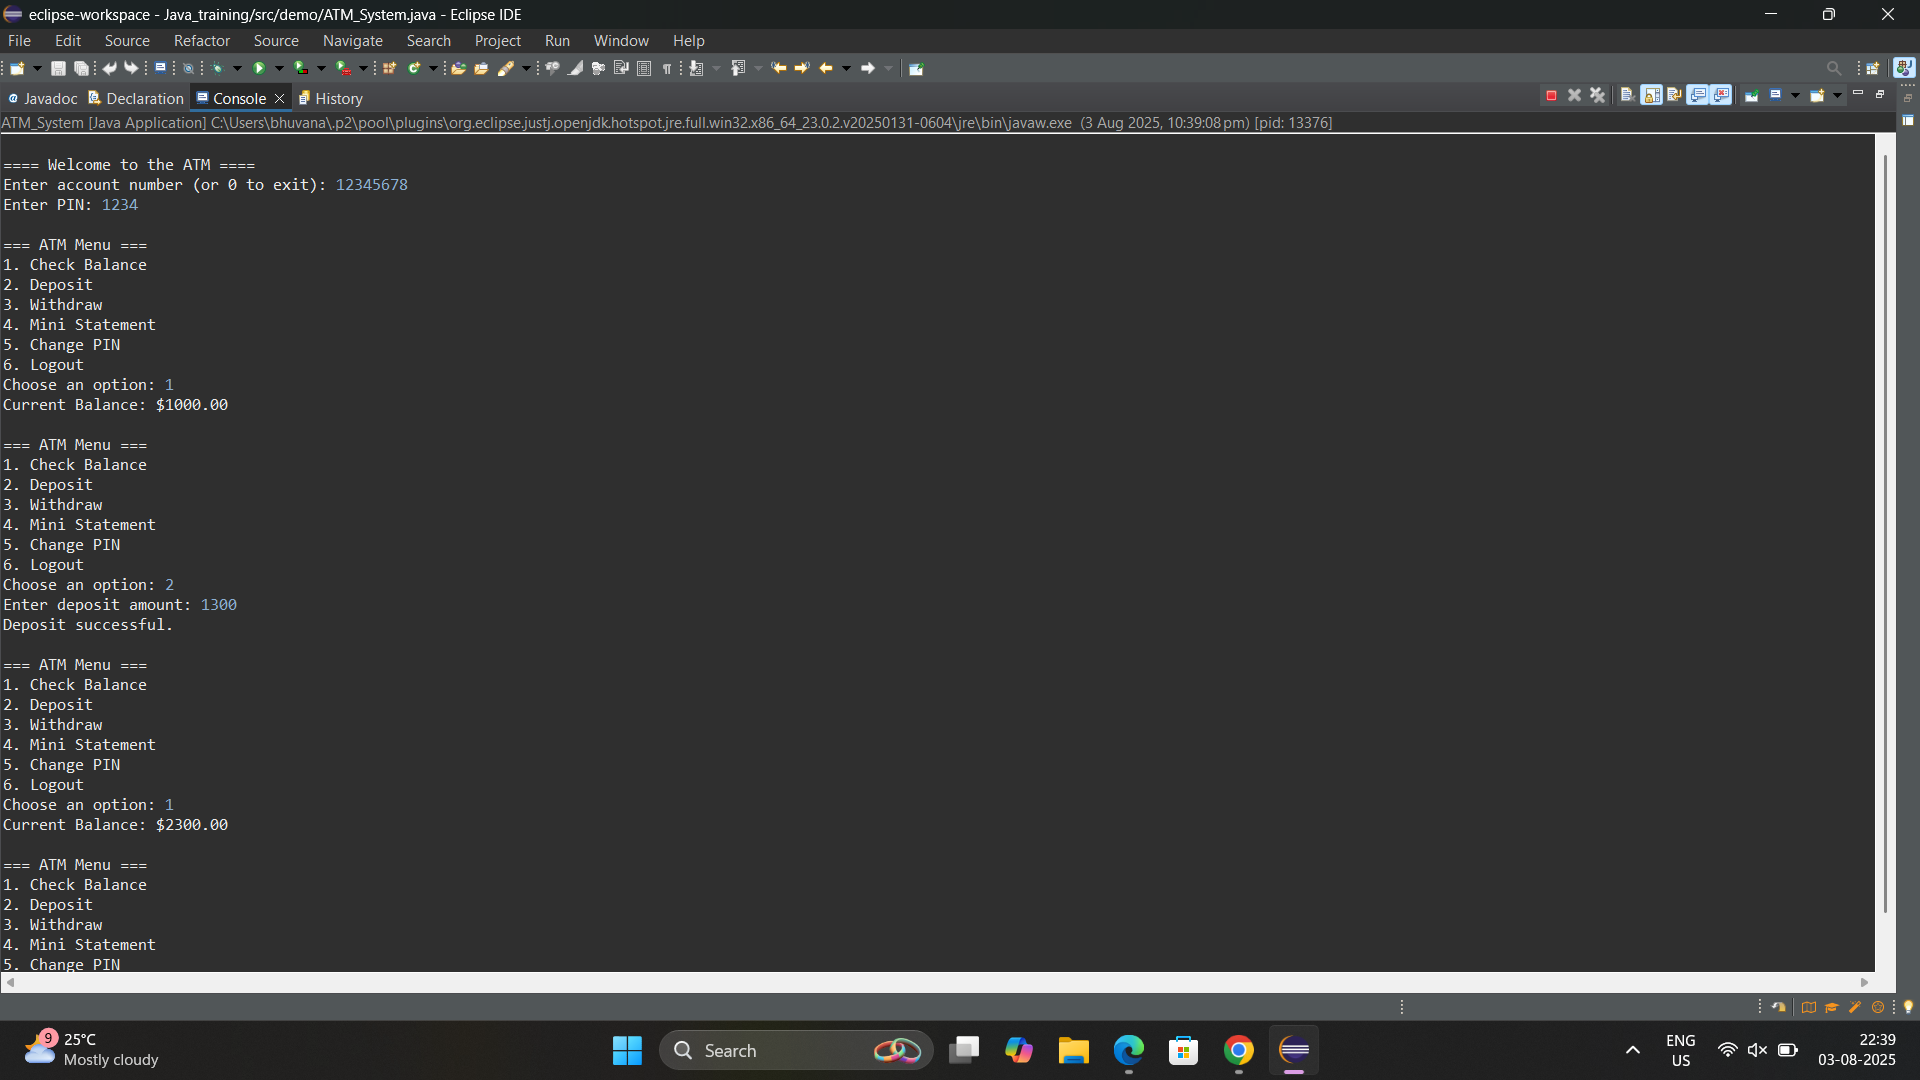 eclipse-workspace - Java_training/src/demo/ATM_System.java - Eclipse IDE
File Edit Source Refactor Source Navigate Search Project Run Window Help
Javadoc Declaration Console History
ATM_System [Java Application] C:\Users\bhuvana\.p2\pool\plugins\org.eclipse.justj.openjdk.hotspot.jre.full.win32.x86_64_23.0.2.v20250131-0604\jre\bin\javaw.exe (3 Aug 2025, 10:39:08 pm) [pid: 13376]
==== Welcome to the ATM ====
Enter account number (or 0 to exit): 12345678
Enter PIN: 1234
=== ATM Menu ===
1. Check Balance
2. Deposit
3. Withdraw
4. Mini Statement
5. Change PIN
6. Logout
Choose an option: 1
Current Balance: $1000.00
=== ATM Menu ===
1. Check Balance
2. Deposit
3. Withdraw
4. Mini Statement
5. Change PIN
6. Logout
Choose an option: 2
Enter deposit amount: 1300
Deposit successful.
=== ATM Menu ===
1. Check Balance
2. Deposit
3. Withdraw
4. Mini Statement
5. Change PIN
6. Logout
Choose an option: 1
Current Balance: $2300.00
=== ATM Menu ===
1. Check Balance
2. Deposit
3. Withdraw
4. Mini Statement
5. Change PIN
9 25°C
Mostly cloudy
Search
ENG
US
22:39
03-08-2025